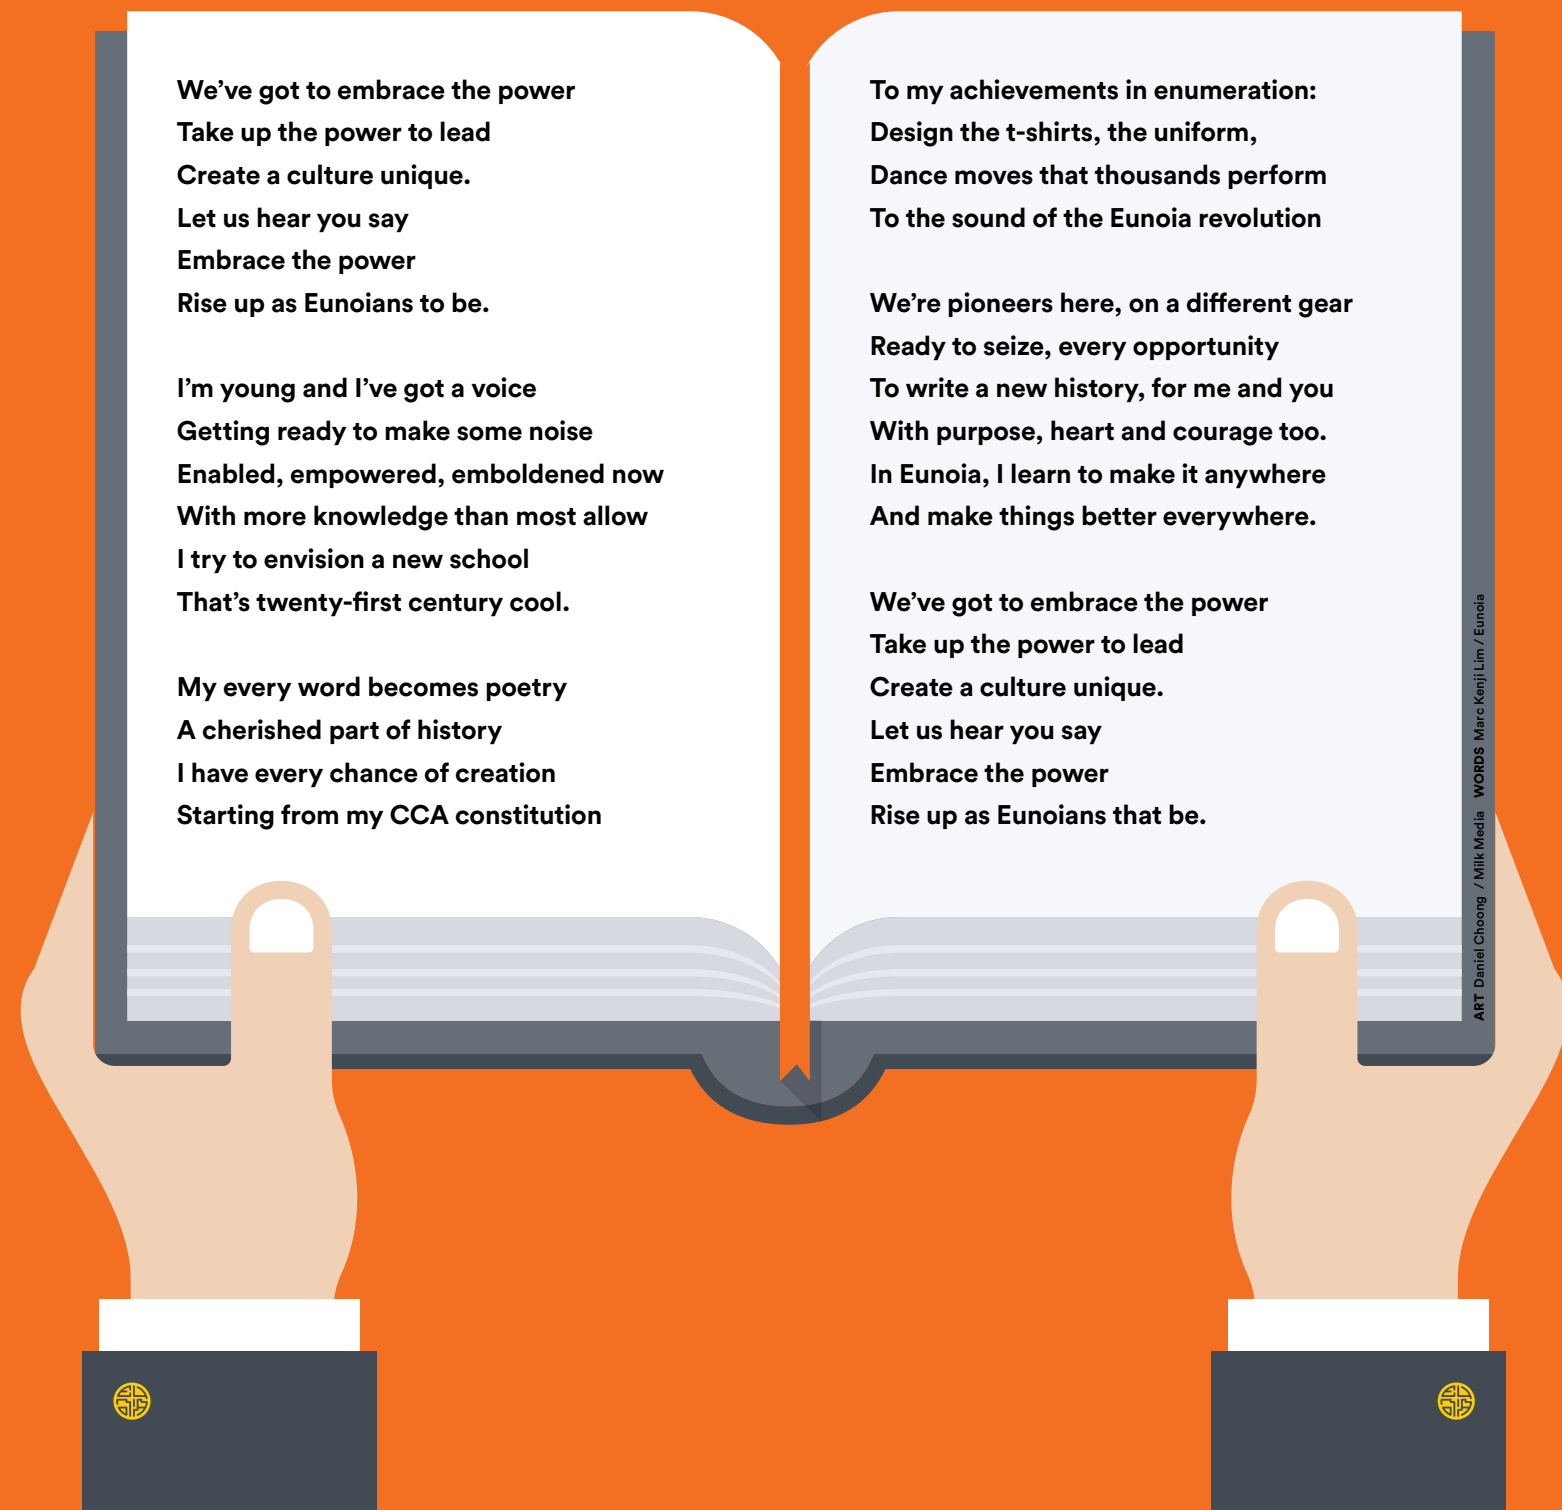 We’ve got to embrace the power
Take up the power to lead
Create a culture unique.
Let us hear you say
Embrace the power
Rise up as Eunoians to be.
I’m young and I’ve got a voice
Getting ready to make some noise
Enabled, empowered, emboldened now
With more knowledge than most allow
I try to envision a new school
That’s twenty-first century cool.
My every word becomes poetry
A cherished part of history
I have every chance of creation
Starting from my CCA constitution
To my achievements in enumeration:
Design the t-shirts, the uniform,
Dance moves that thousands perform
To the sound of the Eunoia revolution
We’re pioneers here, on a different gear
Ready to seize, every opportunity
To write a new history, for me and you
With purpose, heart and courage too.
In Eunoia, I learn to make it anywhere
And make things better everywhere.
We’ve got to embrace the power
Take up the power to lead
Create a culture unique.
Let us hear you say
Embrace the power
Rise up as Eunoians that be.
ART Daniel Choong / Milk Media WORDS Marc Kenji Lim / Eunoia